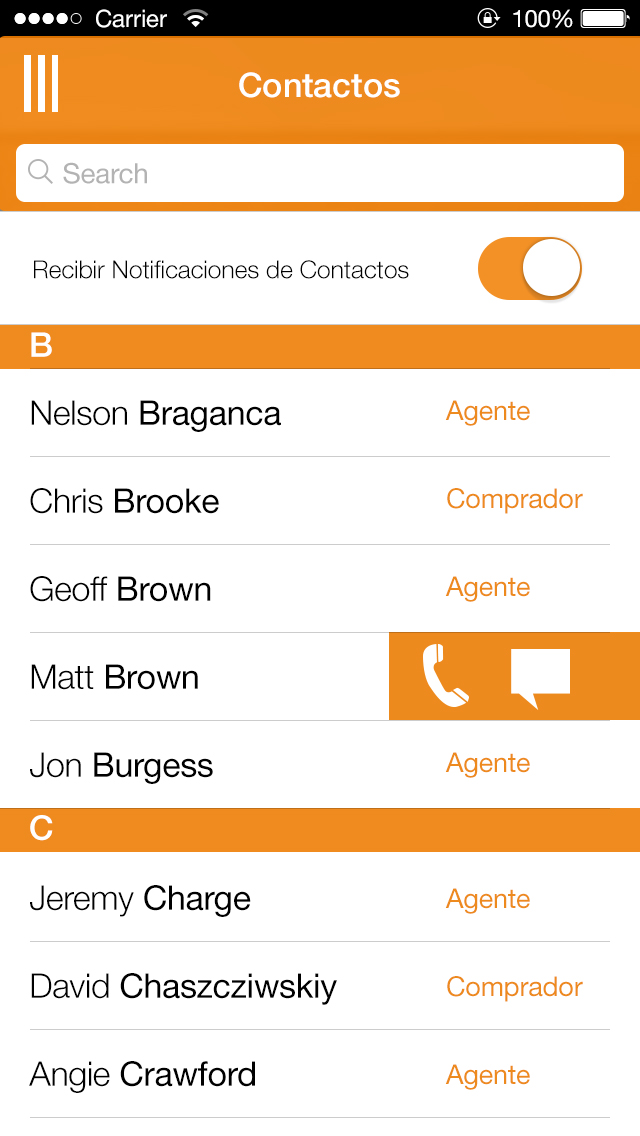 Carrier 100%
Contactos
Search
Recibir Notificaciones de Contactos
B
Nelson Braganca Agente
Chris Brooke Comprador
Geoff Brown Agente
Matt Brown
Jon Burgess Agente
C
Jeremy Charge Agente
David Chaszcziwskiy Comprador
Angie Crawford Agente